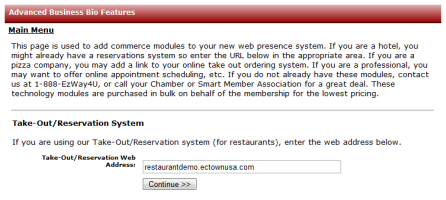 Advanced Business Bio Features
Main Menu
This page is used to add commerce modules to your new web presence system. If you are a hotel, you
might already have a reservations system so enter the URL below in the appropriate area. If you are a
pizza company, you may add a link to your online take out ordering system. If you are a professional, you
may want to offer online appointment scheduling, etc. If you do not already have these modules, contact
us at 1-888-EzWay4U, or call your Chamber or Smart Member Association for a great deal. These
technology modules are purchased in bulk on behalf of the membership for the lowest pricing.
Take-Out/Reservation System
If you are using our Take-Out/Reservation system (for restaurants), enter the web address below.
Take-Out/Reservation Web
Address:
restaurantdemo.ectownusa.com
Continue >>